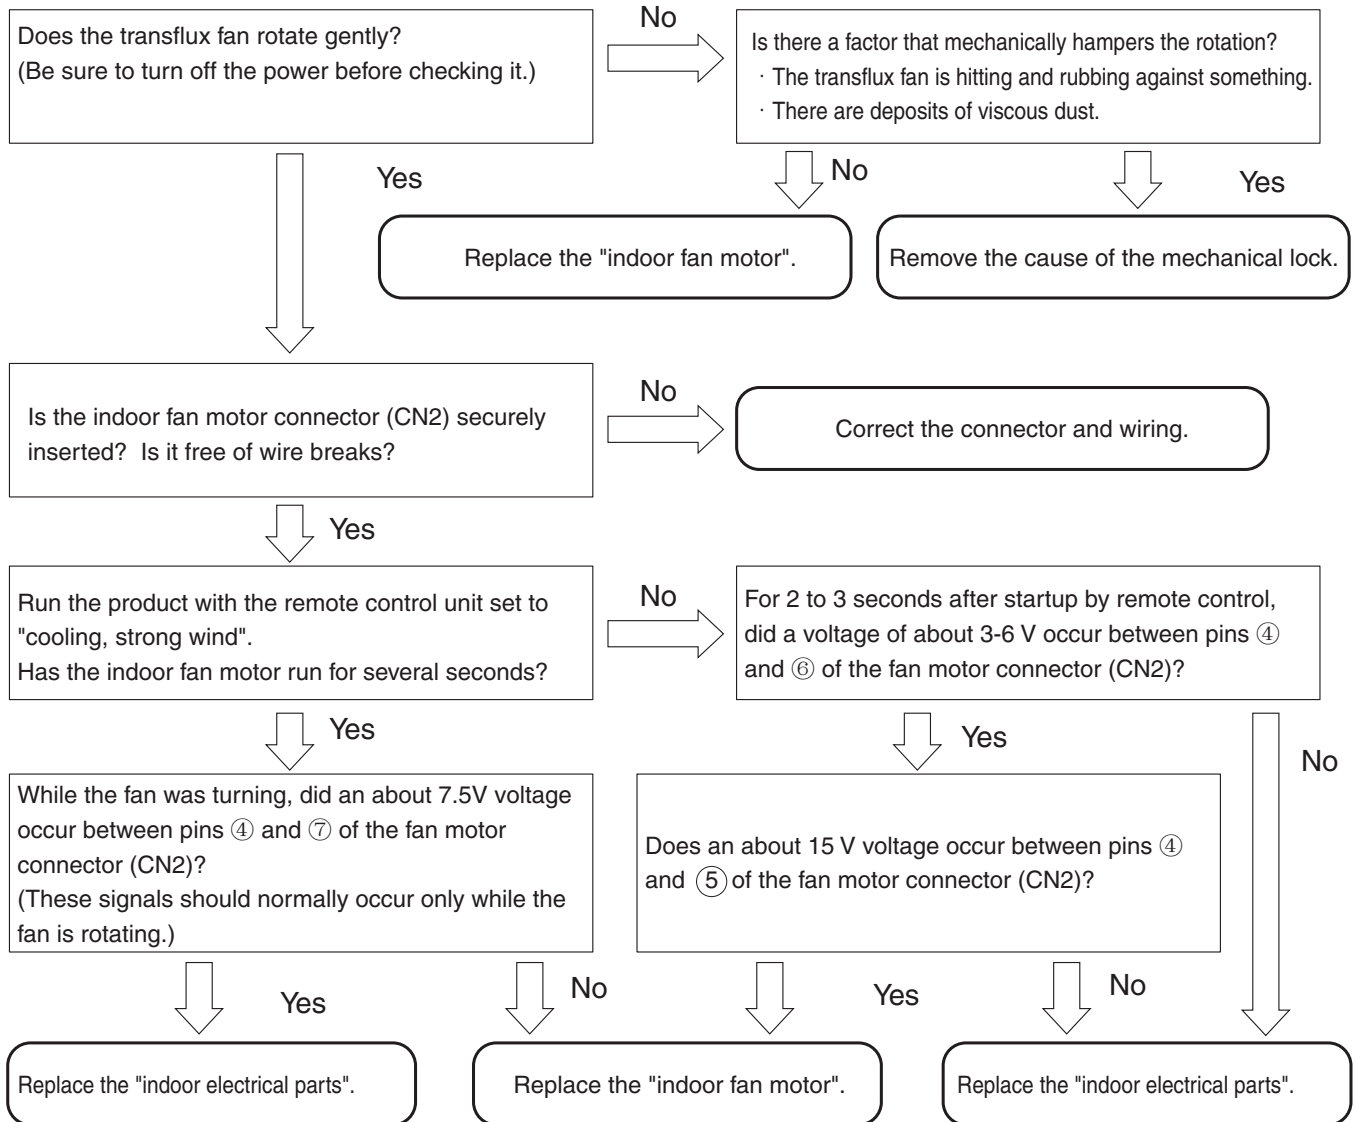 Does the transflux fan rotate gently?
(Be sure to turn off the power before checking it.)
No
Is there a factor that mechanically hampers the rotation?
· The transflux fan is hitting and rubbing against something.
· There are deposits of viscous dust.
Yes
No
Yes
Replace the "indoor fan motor".
Remove the cause of the mechanical lock.
Is the indoor fan motor connector (CN2) securely
inserted? Is it free of wire breaks?
No
Correct the connector and wiring.
Yes
Run the product with the remote control unit set to
"cooling, strong wind".
Has the indoor fan motor run for several seconds?
No
For 2 to 3 seconds after startup by remote control,
did a voltage of about 3-6 V occur between pins ④
and ⑥ of the fan motor connector (CN2)?
Yes
Yes
No
While the fan was turning, did an about 7.5V voltage
occur between pins ④ and ⑦ of the fan motor
connector (CN2)?
(These signals should normally occur only while the
fan is rotating.)
Does an about 15 V voltage occur between pins ④
and ⑤ of the fan motor connector (CN2)?
Yes
No
Yes
No
Replace the "indoor electrical parts".
Replace the "indoor fan motor".
Replace the "indoor electrical parts".